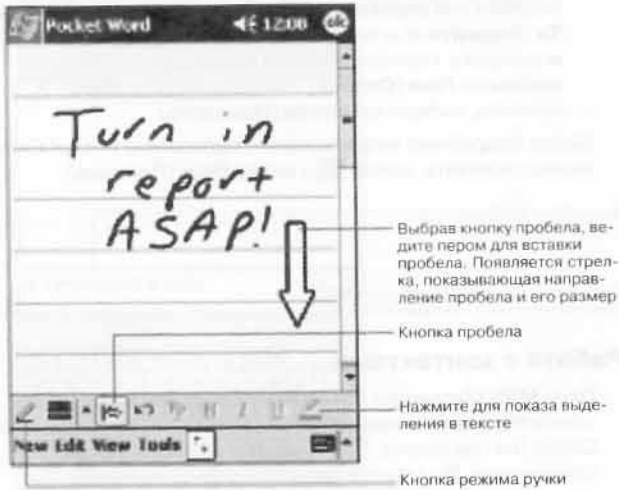 Pocket Word 12:00 ok
Turn in
report
ASAP!
Выбрав кнопку пробела, ве-
дите пером для вставки
пробела. Появляется стрел-
ка, показывающая направ-
ление пробела и его размер
Кнопка пробела
Нажмите для показа выде-
ления в тексте
New Edit View Tools
Кнопка режима ручки
Работа с контактами